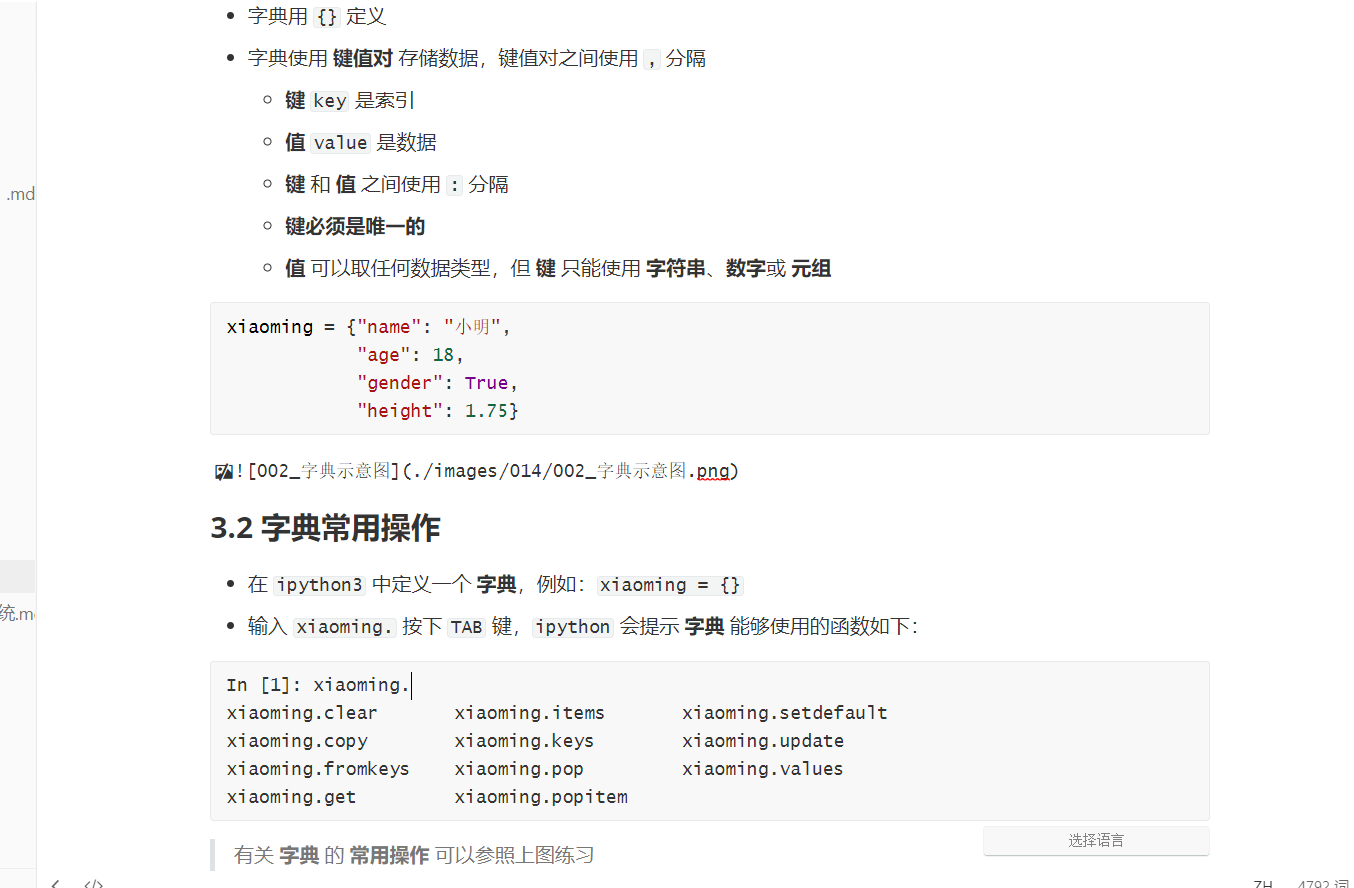 字典用 {} 定义
字典使用 键值对 存储数据，键值对之间使用 , 分隔
键 key 是索引
值 value 是数据
键 和 值 之间使用 : 分隔
.md
键必须是唯一的
值 可以取任何数据类型，但 键 只能使用 字符串、数字或 元组
xiaoming = {"name": "小明",
"age": 18,
"gender": True,
"height": 1.75}
![002_字典示意图](./images/014/002_字典示意图.png)
3.2 字典常用操作
在 ipython3 中定义一个 字典，例如：xiaoming = {}
统.m
输入 xiaoming. 按下 TAB 键，ipython 会提示 字典 能够使用的函数如下：
In [1]: xiaoming.
xiaoming.clear xiaoming.items xiaoming.setdefault
xiaoming.copy xiaoming.keys xiaoming.update
xiaoming.fromkeys xiaoming.pop xiaoming.values
xiaoming.get xiaoming.popitem
选择语言
有关 字典 的 常用操作 可以参照上图练习
ZH 4792 词